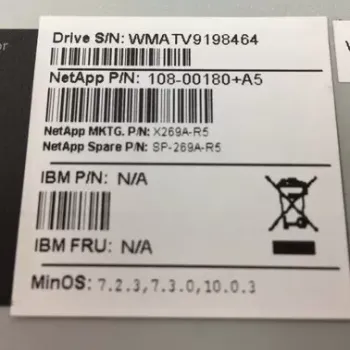 Drive S/N: WMATV9198464
NetApp P/N: 108-00180+A5
NetApp MKTG. P/N: X269A-R5
NetApp Spare P/N: SP-269A-R5
IBM P/N: N/A
IBM FRU: N/A
MinOS: 7.2.3,7.3.0,10.0.3